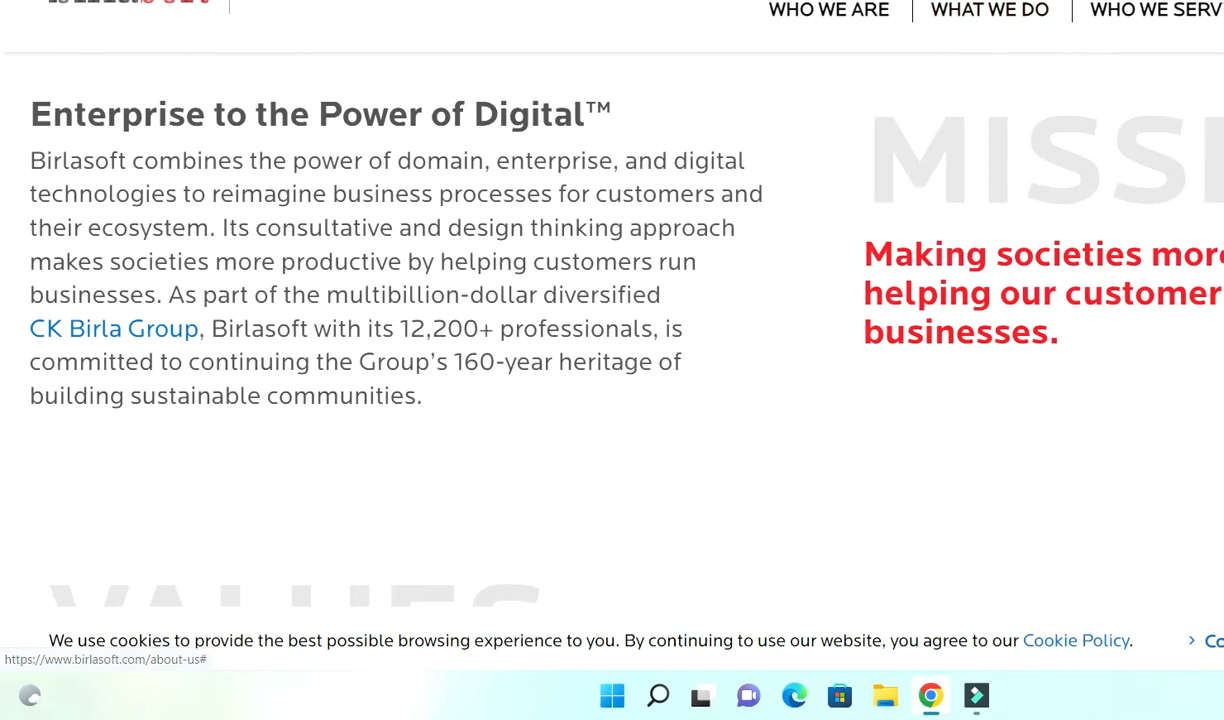 WHO WE ARE
WHAT WE DO
WHO WE SERV
Enterprise to the Power of Digital™
Birlasoft combines the power of domain, enterprise, and digital
technologies to reimagine business processes for customers and
their ecosystem. Its consultative and design thinking approach
makes societies more productive by helping customers run
businesses. As part of the multibillion-dollar diversified
CK Birla Group, Birlasoft with its 12,200+ professionals, is
committed to continuing the Group's 160-year heritage of
building sustainable communities.
MISSI
Making societies more
helping our customer
businesses.
VALUES
We use cookies to provide the best possible browsing experience to you. By continuing to use our website, you agree to our Cookie Policy.
> Co
https://www.birlasoft.com/about-us#